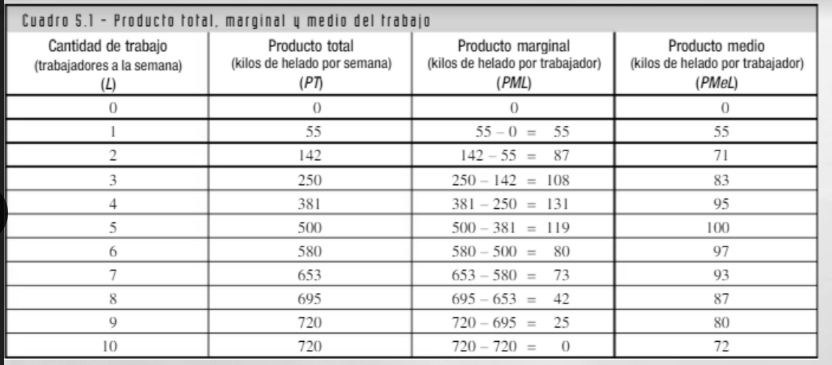 Cuadro 5.1 - Producto total, marginal y medio del trabajo
Cantidad de trabajo Producto total Producto marginal Producto medio
(trabajadores a la semana) (kilos de helado por semana) (kilos de helado por trabajador) (kilos de helado por trabajador)
(L) (PT) (PML) (PMeL)
0 0 0 0
1 55 55 – 0 = 55 55
2 142 142 – 55 = 87 71
3 250 250 – 142 = 108 83
4 381 381 – 250 = 131 95
5 500 500 – 381 = 119 100
6 580 580 – 500 = 80 97
7 653 653 – 580 = 73 93
8 695 695 – 653 = 42 87
9 720 720 – 695 = 25 80
10 720 720 – 720 = 0 72